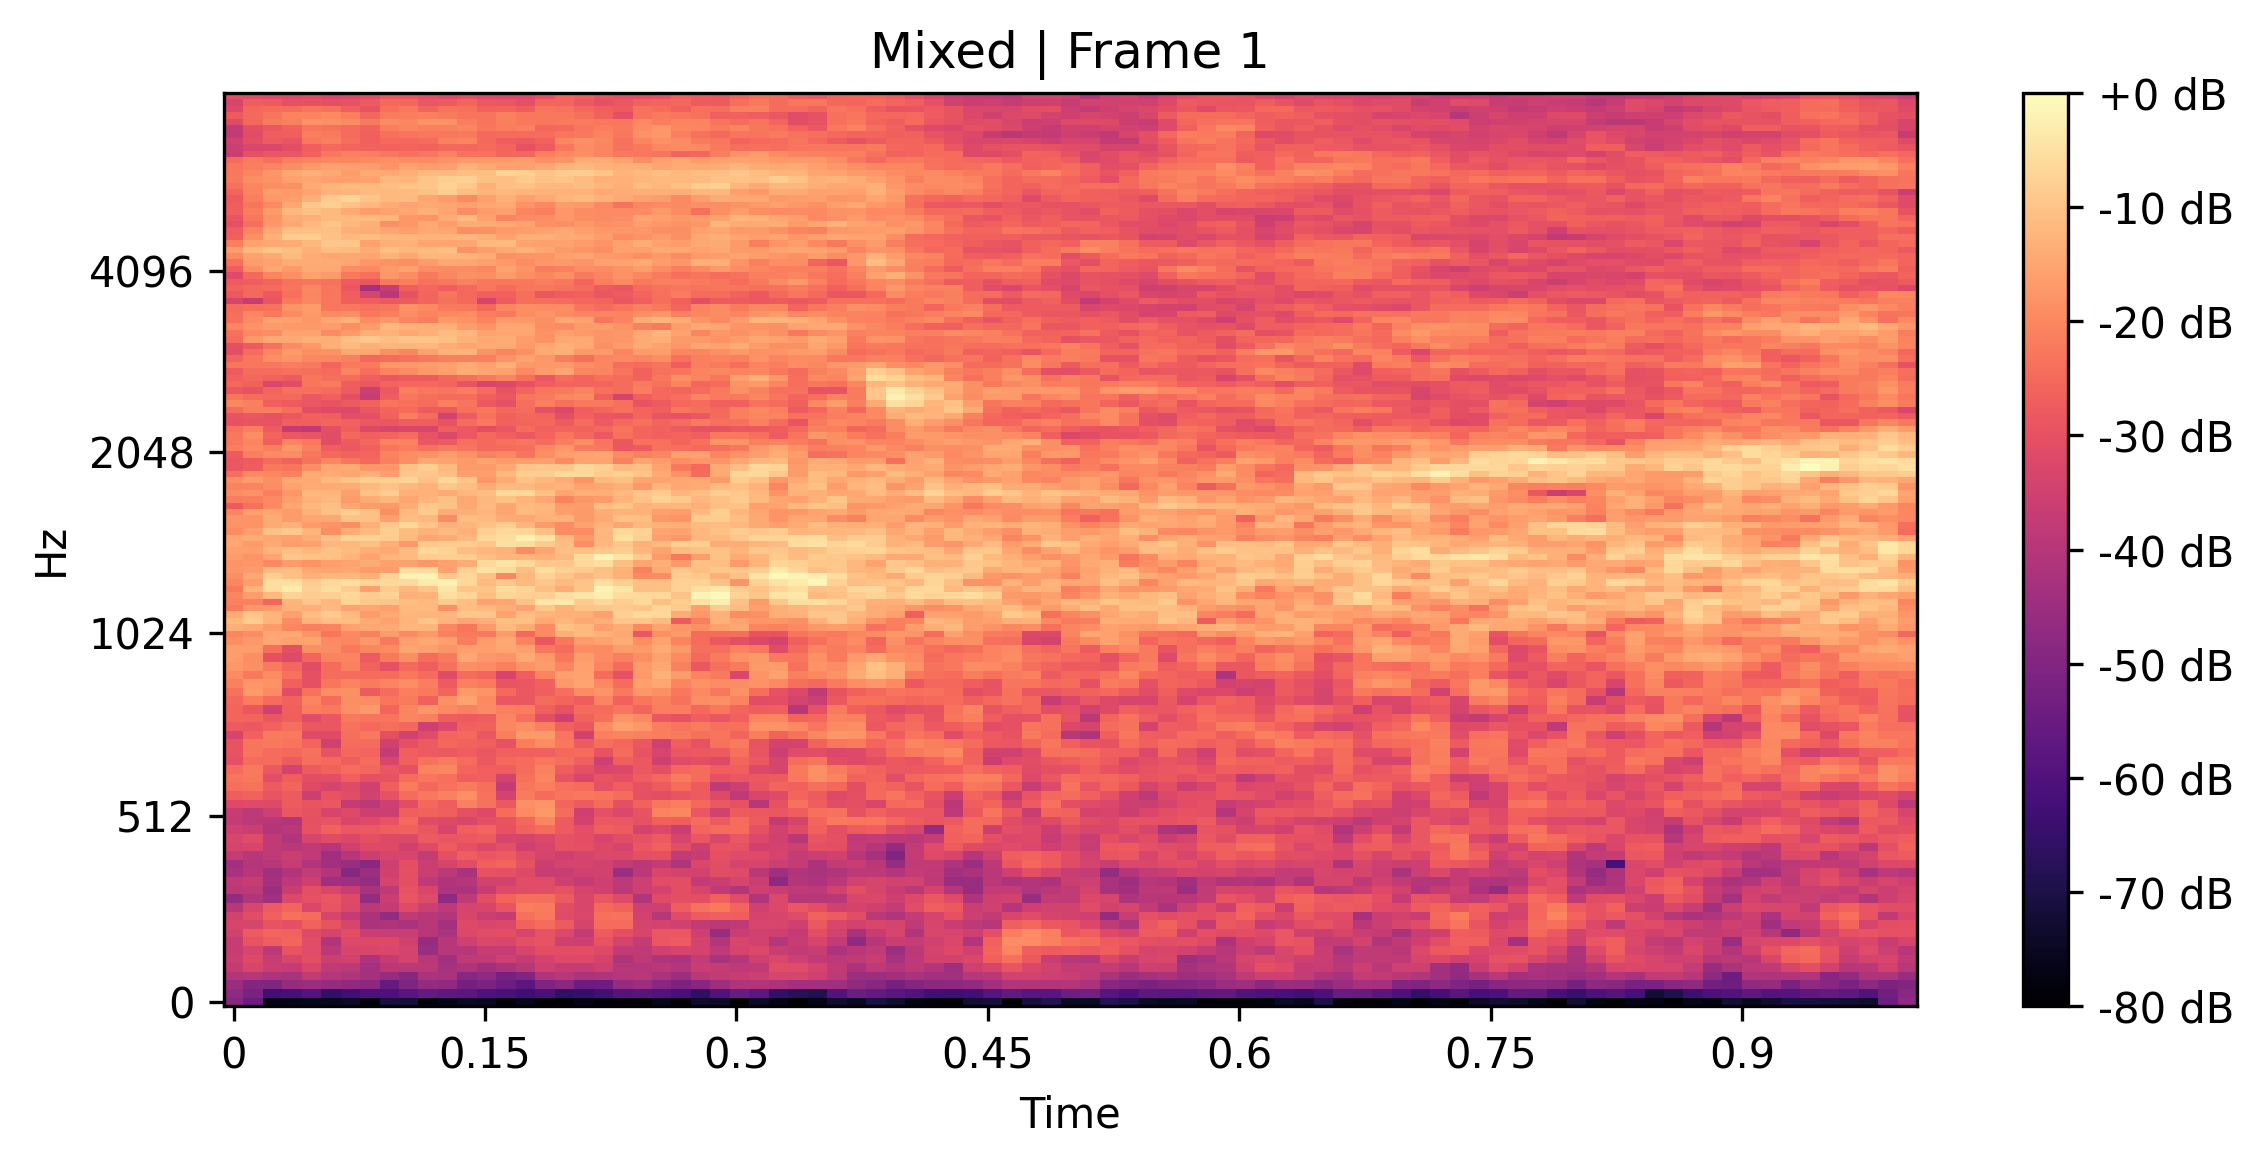 Mixed | Frame 1
+0 dB
-10 dB
-20 dB
-30 dB
-40 dB
-50 dB
-60 dB
-70 dB
-80 dB
Hz
4096
2048
1024
512
0
0
0.15
0.3
0.45
0.6
0.75
0.9
Time